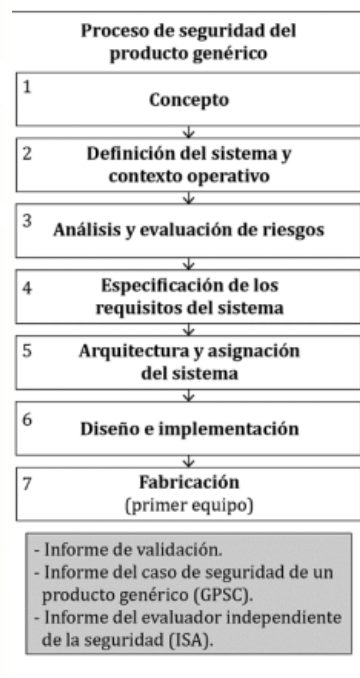 Proceso de seguridad del
producto genérico
1
Concepto
2
Definición del sistema y
contexto operativo
3
Análisis y evaluación de riesgos
4
Especificación de los
requisitos del sistema
5
Arquitectura y asignación
del sistema
6
Diseño e implementación
7
Fabricación
(primer equipo)
- Informe de validación.
- Informe del caso de seguridad de un
producto genérico (GPSC).
- Informe del evaluador independiente
de la seguridad (ISA).